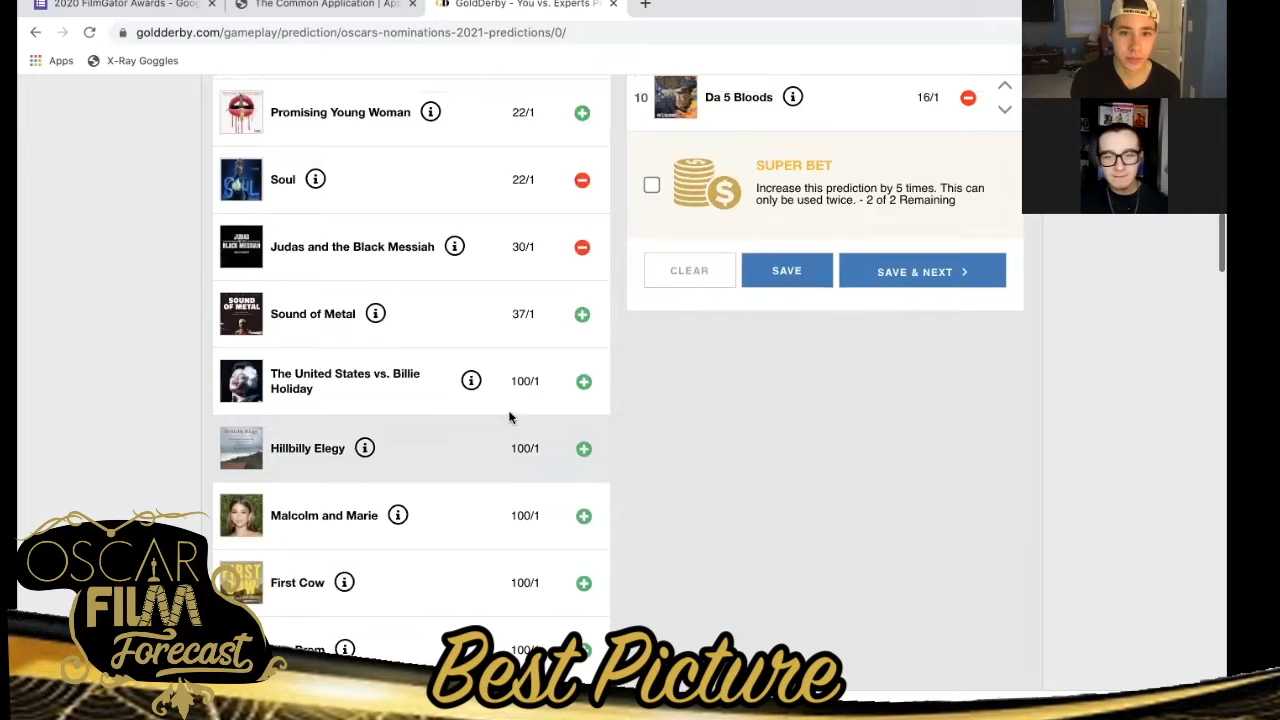 2020 FilmGator Awards - Goog
The Common Application | App
GoldDerby - You vs. Experts P
goldderby.com/gameplay/prediction/oscars-nominations-2021-predictions/0/
Apps
X-Ray Goggles
Promising Young Woman 22/1
10 Da 5 Bloods 16/1
Soul 22/1
SUPER BET
Increase this prediction by 5 times. This can
only be used twice. - 2 of 2 Remaining
Judas and the Black Messiah 30/1
CLEAR SAVE SAVE & NEXT >
Sound of Metal 37/1
SOUND
OF METAL
The United States vs. Billie
Holiday
100/1
Hillbilly Elegy 100/1
Malcolm and Marie 100/1
First Cow 100/1
OSCAR
FILM
Forecast
Best Picture